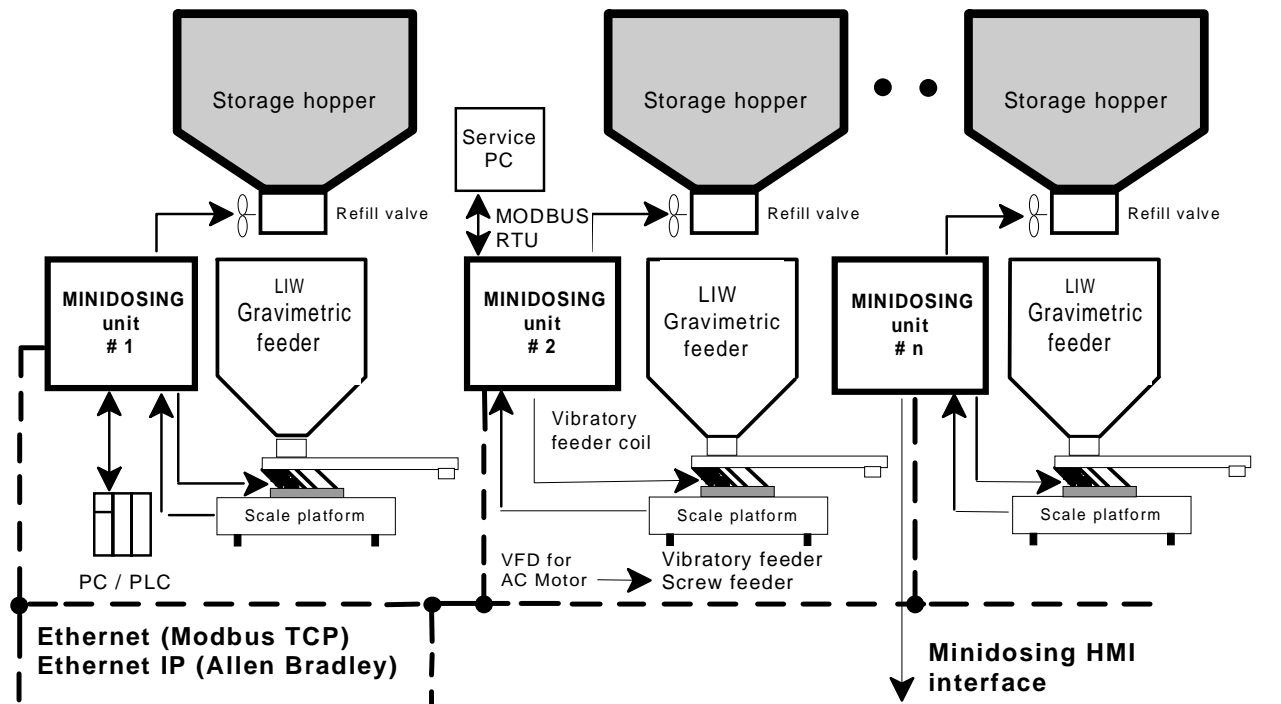 Storage hopper
Storage hopper
Storage hopper
Service
PC
Refill valve
MODBUS
RTU
Refill valve
Refill valve
MINIDOSING
unit
# 1
LIW
Gravimetric
feeder
MINIDOSING
unit
# 2
LIW
Gravimetric
feeder
MINIDOSING
unit
# n
LIW
Gravimetric
feeder
Vibratory
feeder coil
Scale platform
Scale platform
Scale platform
PC / PLC
VFD for
AC Motor
Vibratory feeder
Screw feeder
Ethernet (Modbus TCP)
Ethernet IP (Allen Bradley)
Minidosing HMI
interface